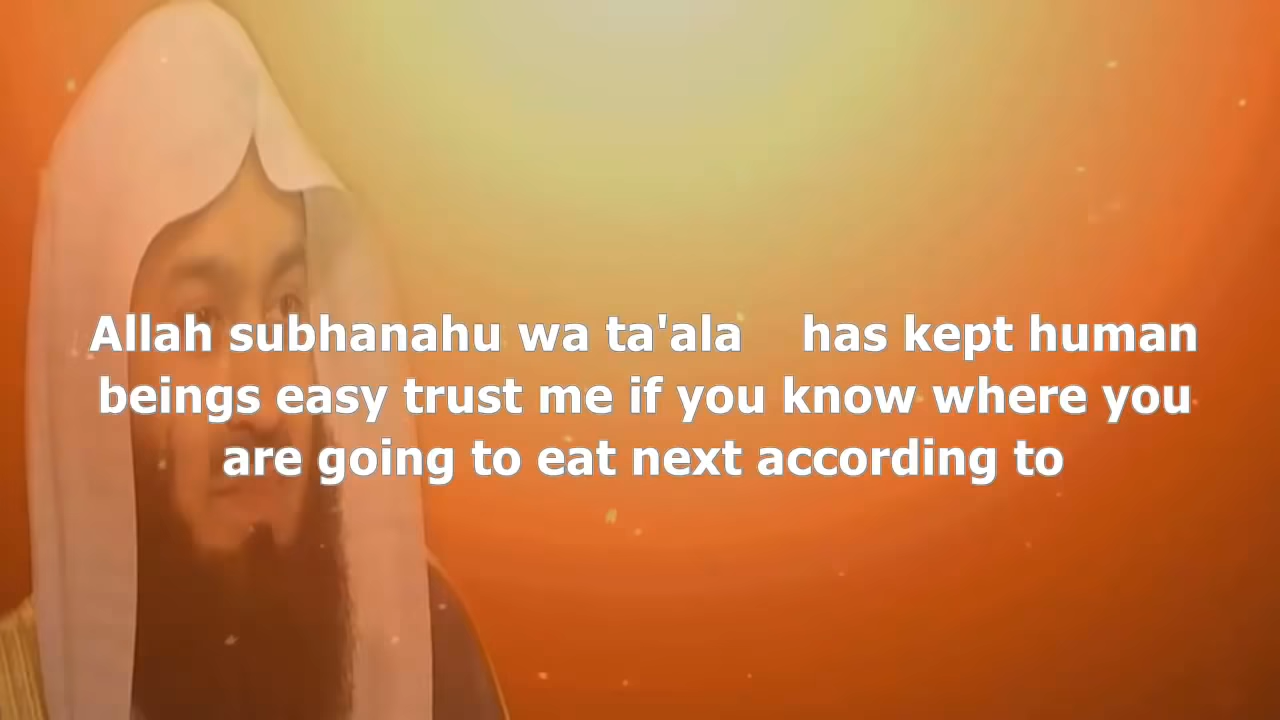 Allah subhanahu wa ta'ala    has kept human
beings easy trust me if you know where you
are going to eat next according to